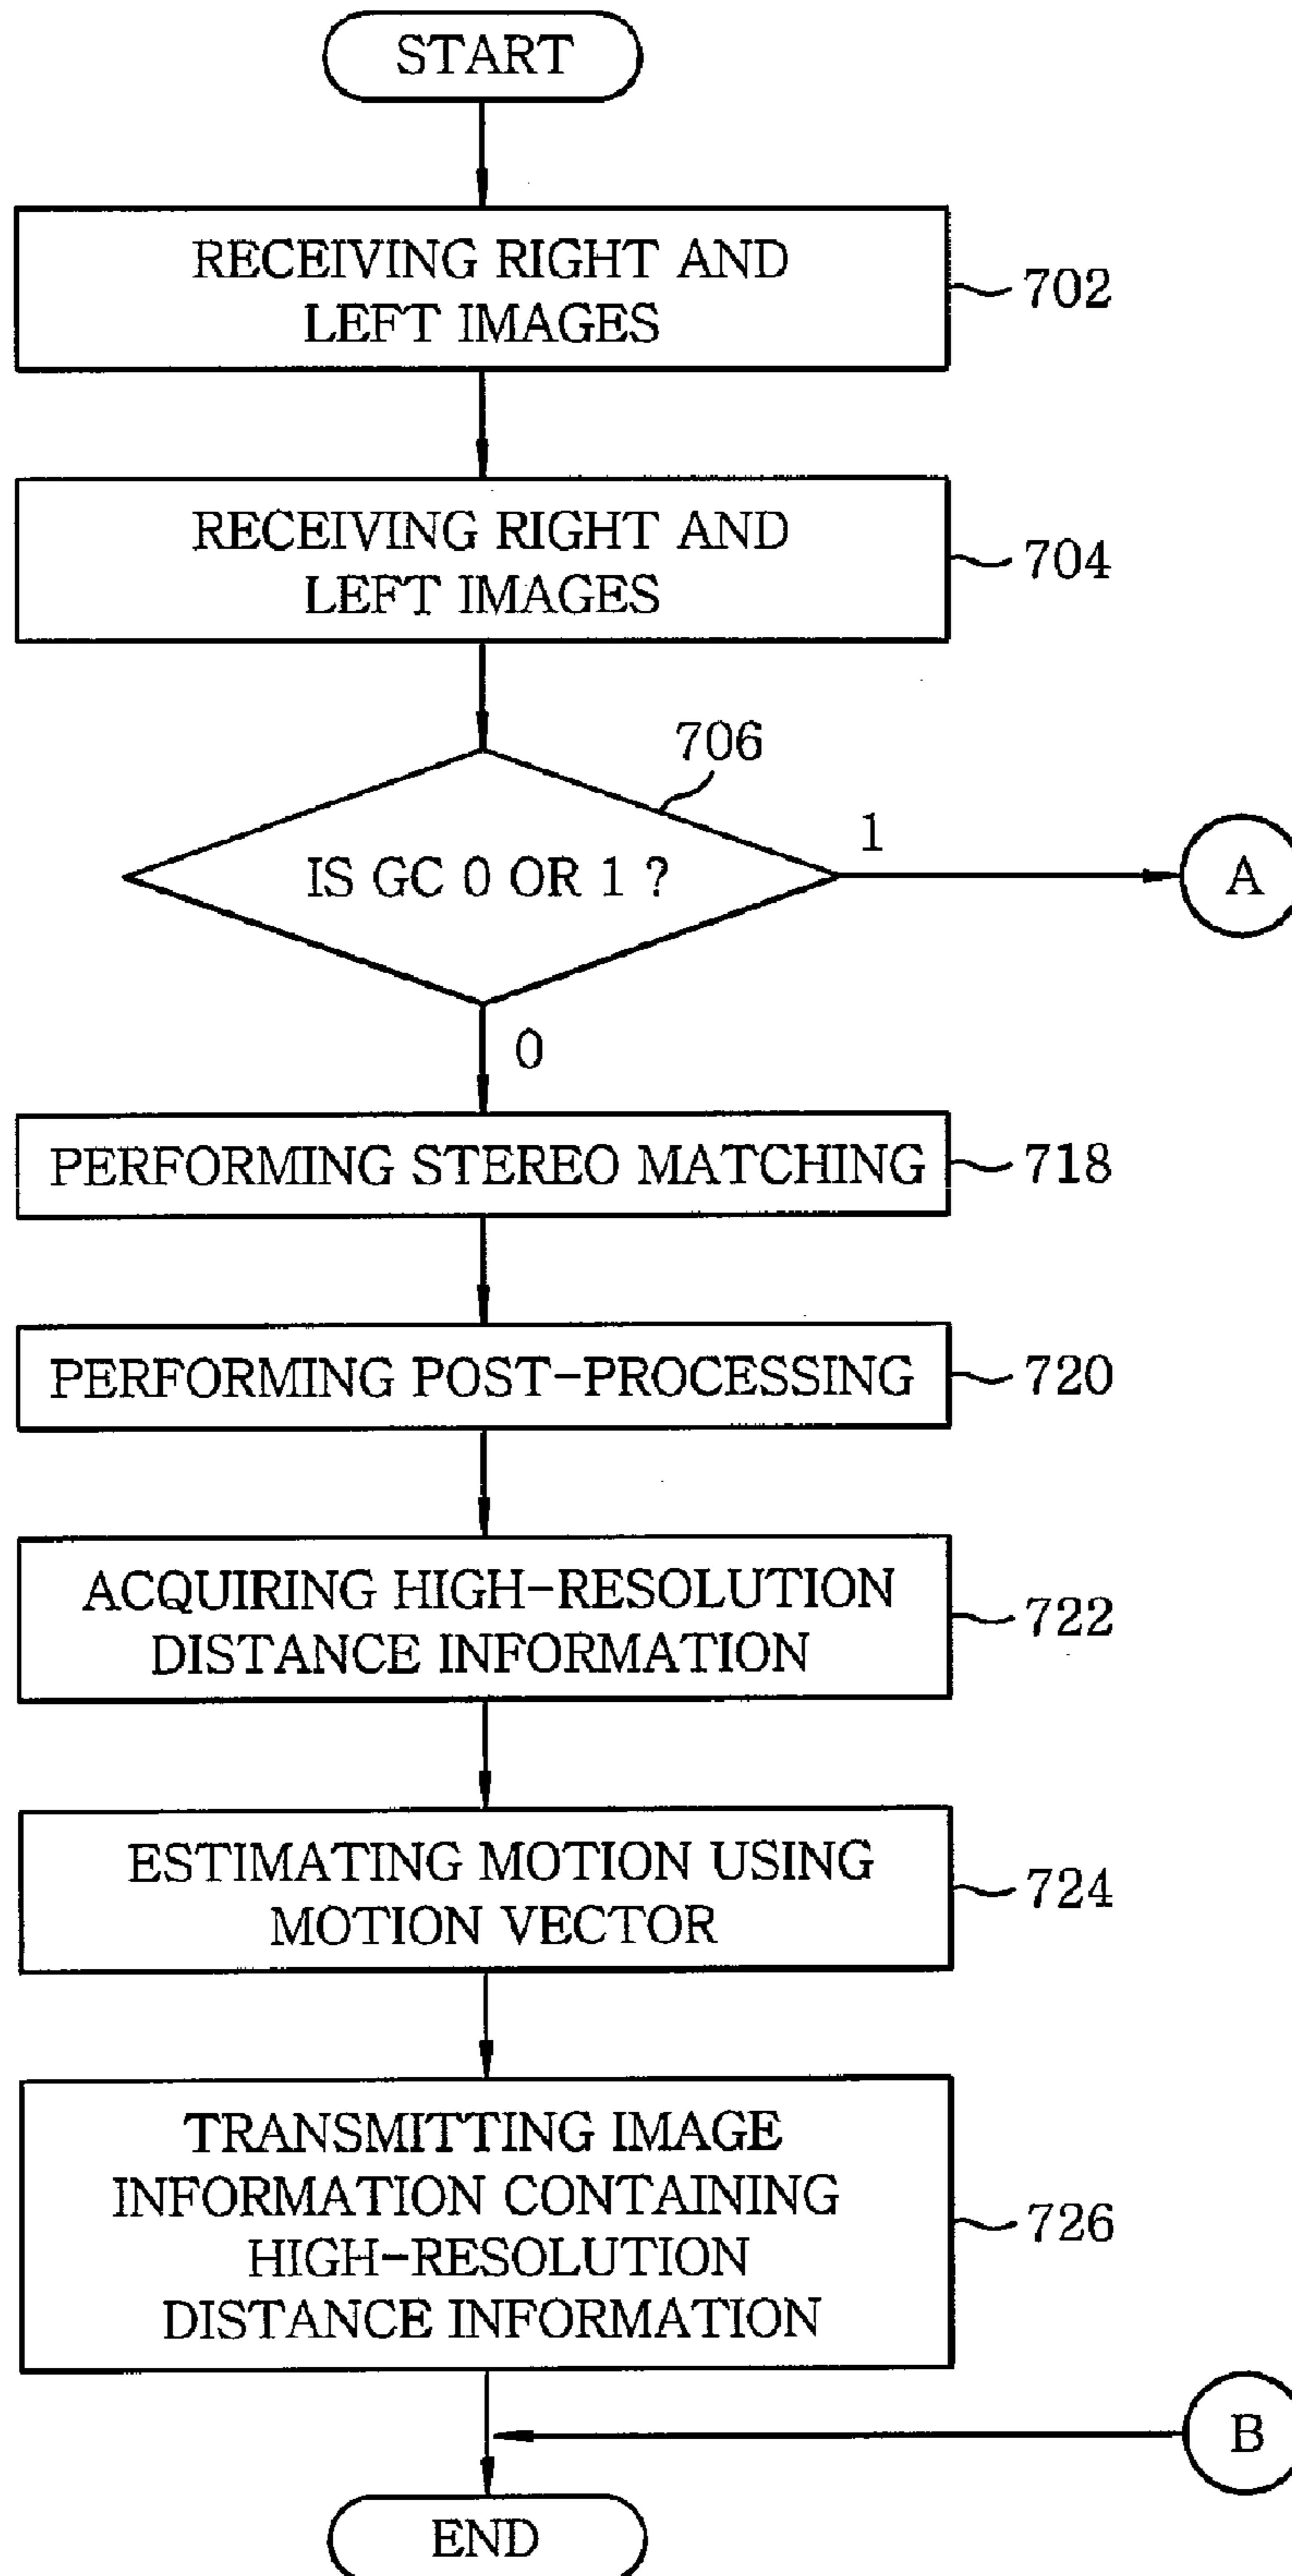 START
RECEIVING RIGHT AND
LEFT IMAGES
702
RECEIVING RIGHT AND
LEFT IMAGES
704
706
IS GC 0 OR 1 ?
1
A
0
PERFORMING STEREO MATCHING
718
PERFORMING POST-PROCESSING
720
ACQUIRING HIGH-RESOLUTION
DISTANCE INFORMATION
722
ESTIMATING MOTION USING
MOTION VECTOR
724
TRANSMITTING IMAGE
INFORMATION CONTAINING
HIGH-RESOLUTION
DISTANCE INFORMATION
726
B
END